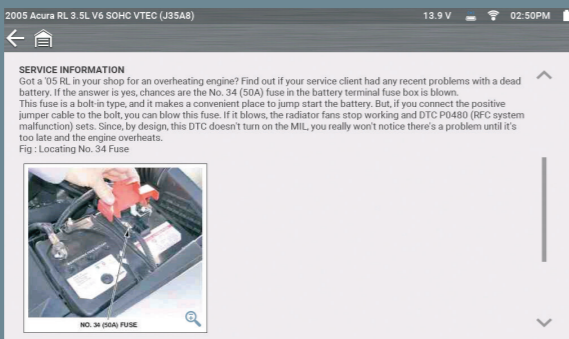 2005 Acura RL 3.5L V6 SOHC VTEC (J35A8) 13.9 V 02:50PM
SERVICE INFORMATION
Got a '05 RL in your shop for an overheating engine? Find out if your service client had any recent problems with a dead
battery. If the answer is yes, chances are the No. 34 (50A) fuse in the battery terminal fuse box is blown.
This fuse is a bolt-in type, and it makes a convenient place to jump start the battery. But, if you connect the positive
jumper cable to the bolt, you can blow this fuse. If it blows, the radiator fans stop working and DTC P0480 (RFC system
malfunction) sets. Since, by design, this DTC doesn't turn on the MIL, you really won't notice there's a problem until it's
too late and the engine overheats.
Fig : Locating No. 34 Fuse
NO. 34 (50A) FUSE